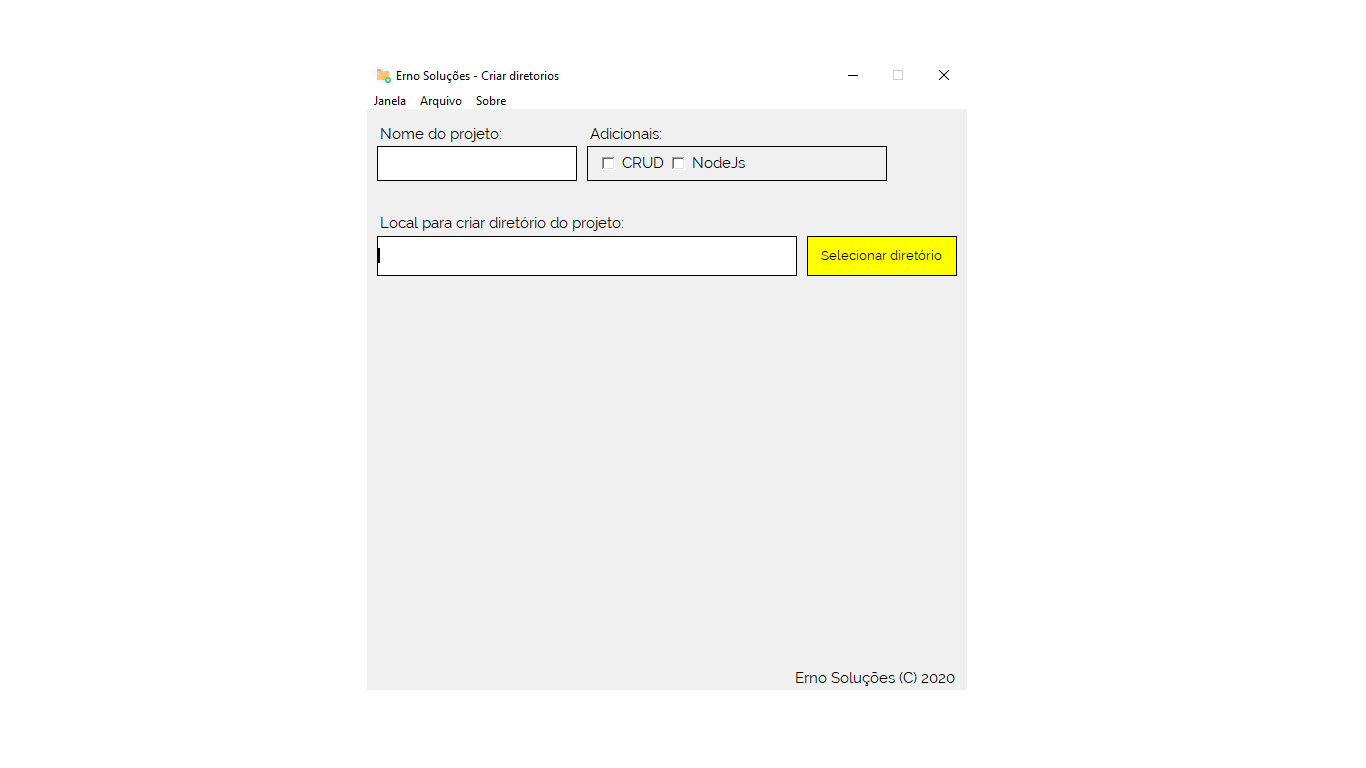 Erno Soluções - Criar diretorios
Janela Arquivo Sobre
Nome do projeto: Adicionais:
CRUD NodeJs
Local para criar diretório do projeto:
Selecionar diretório
Erno Soluções (C) 2020